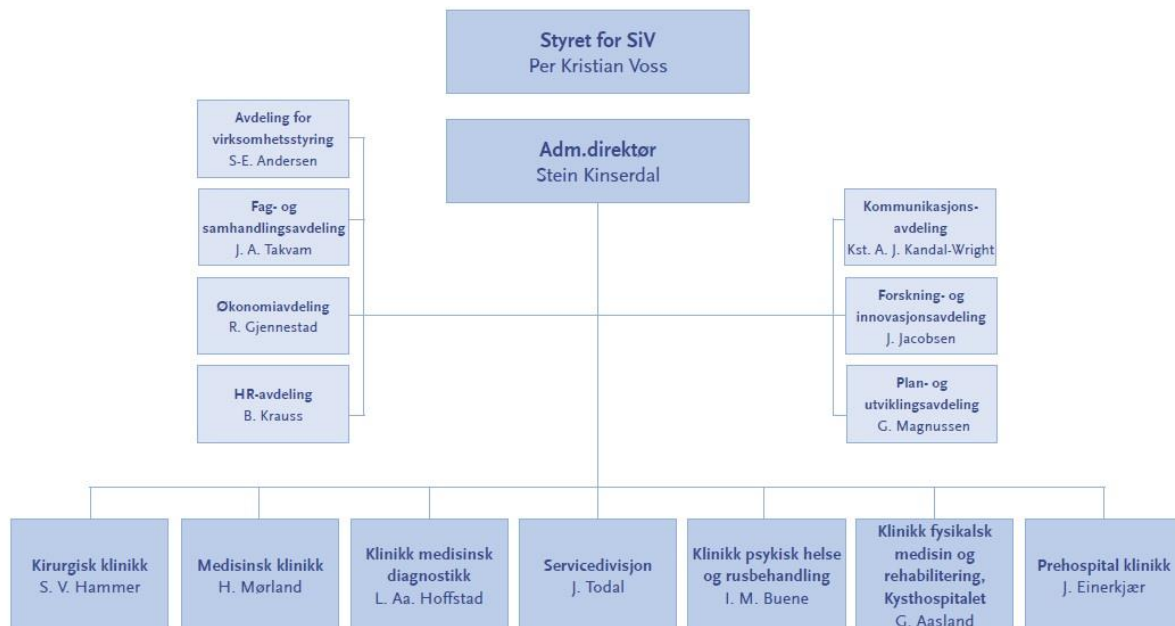 Styret for SiV
Per Kristian Voss
Adm.direktør
Stein Kinserdal
Avdeling for
virksomhetsstyring
S-E. Andersen
Fag- og
samhandlingsavdeling
J. A. Takvam
Økonomiavdeling
R. Gjennestad
HR-avdeling
B. Krauss
Kommunikasjons-
avdeling
Kst. A. J. Kandal-Wright
Forskning- og
innovasjonsavdeling
J. Jacobsen
Plan- og
utviklingsavdeling
G. Magnussen
Kirurgisk klinikk
S. V. Hammer
Medisinsk klinikk
H. Mørland
Klinikk medisinsk
diagnostikk
L. Aa. Hoffstad
Servicedivisjon
J. Todal
Klinikk psykisk helse
og rusbehandling
I. M. Buene
Klinikk fysikalsk
medisin og
rehabilitering,
Kysthospitalet
G. Aasland
Prehospital klinikk
J. Einerkjær